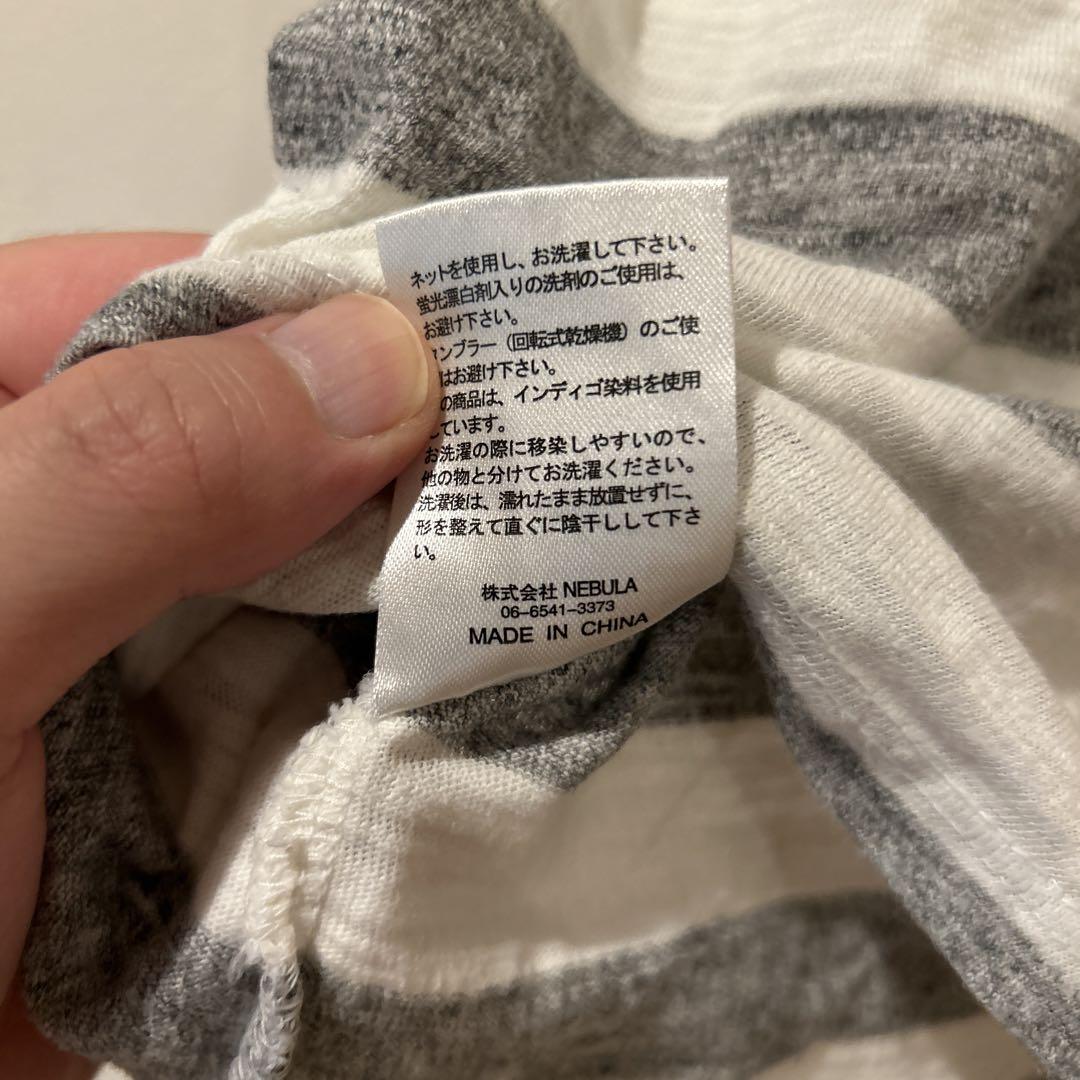 ネットを使用し、お洗濯して下さい。
蛍光漂白剤入りの洗剤のご使用は、
お避け下さい。
ンブラー（回転式乾燥機）のご使
はお避け下さい。
の商品は、インディゴ染料を使用
しています。
お洗濯の際に移染しやすいので、
他の物と分けてお洗濯ください。
洗濯後は、濡れたまま放置せずに、
形を整えて直ぐに陰干しして下さ
い。
株式会社 NEBULA
06-6541-3373
MADE IN CHINA